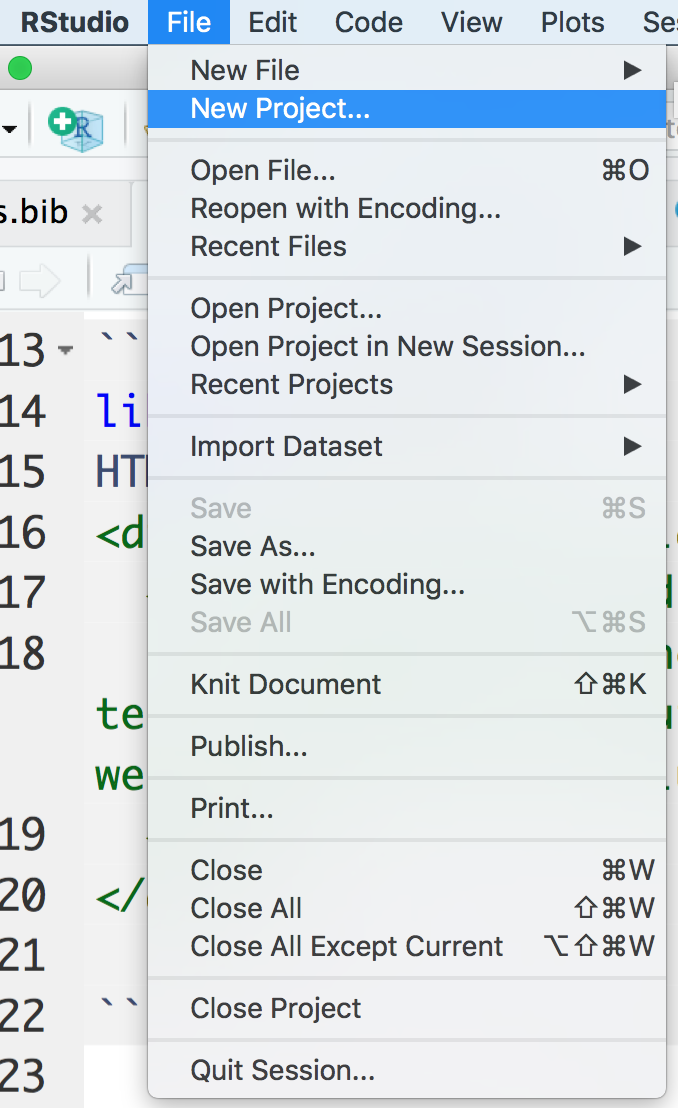 RStudio File Edit Code View Plots
New File ▶
New Project...
Open File... ⌘O
Reopen with Encoding...
Recent Files ▶
Open Project...
Open Project in New Session...
Recent Projects ▶
Import Dataset ▶
Save ⌘S
Save As...
Save with Encoding...
Save All ⌥⌘S
Knit Document ⇧⌘K
Publish...
Print...
Close ⌘W
Close All ⇧⌘W
Close All Except Current ⌥⇧⌘W
Close Project
Quit Session...
s.bib
13 ``
14 li
15 HT
16 <d
17
18
te
we
19
20 </
21
22 ``
23